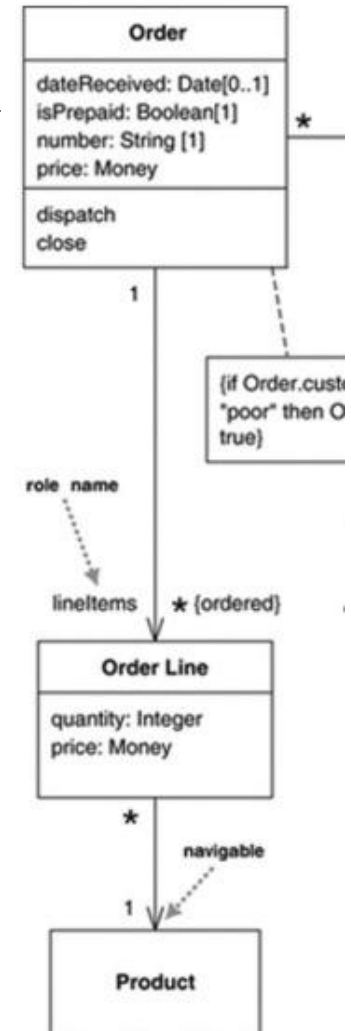 Order
dateReceived: Date[0..1]
isPrepaid: Boolean[1]
number: String [1]
price: Money
*
dispatch
close
1
{if Order.
"poor" then
true}
role name
lineItems
* {ordered}
Order Line
quantity: Integer
price: Money
*
navigable
1
Product